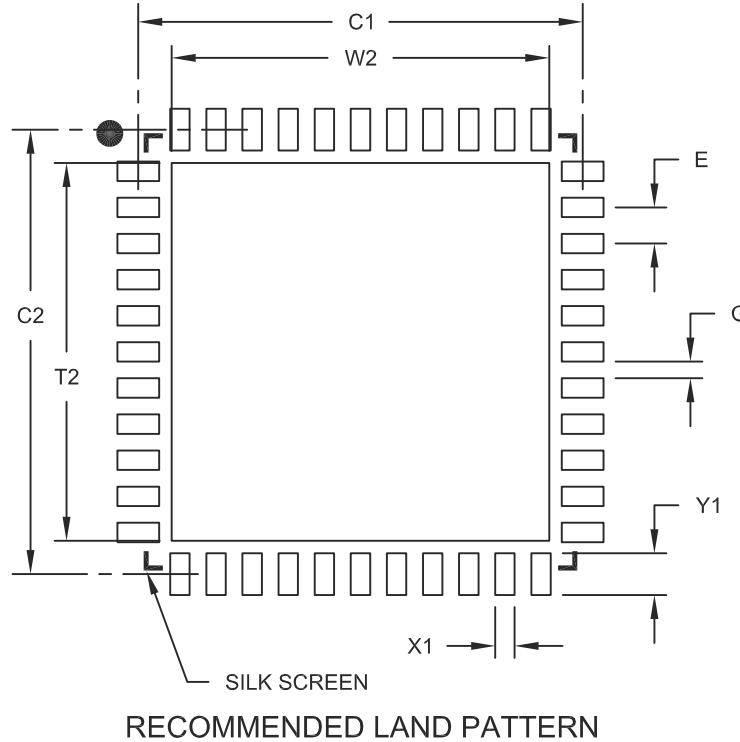 C1
W2
E
C2
T2
Y1
X1
SILK SCREEN
RECOMMENDED LAND PATTERN